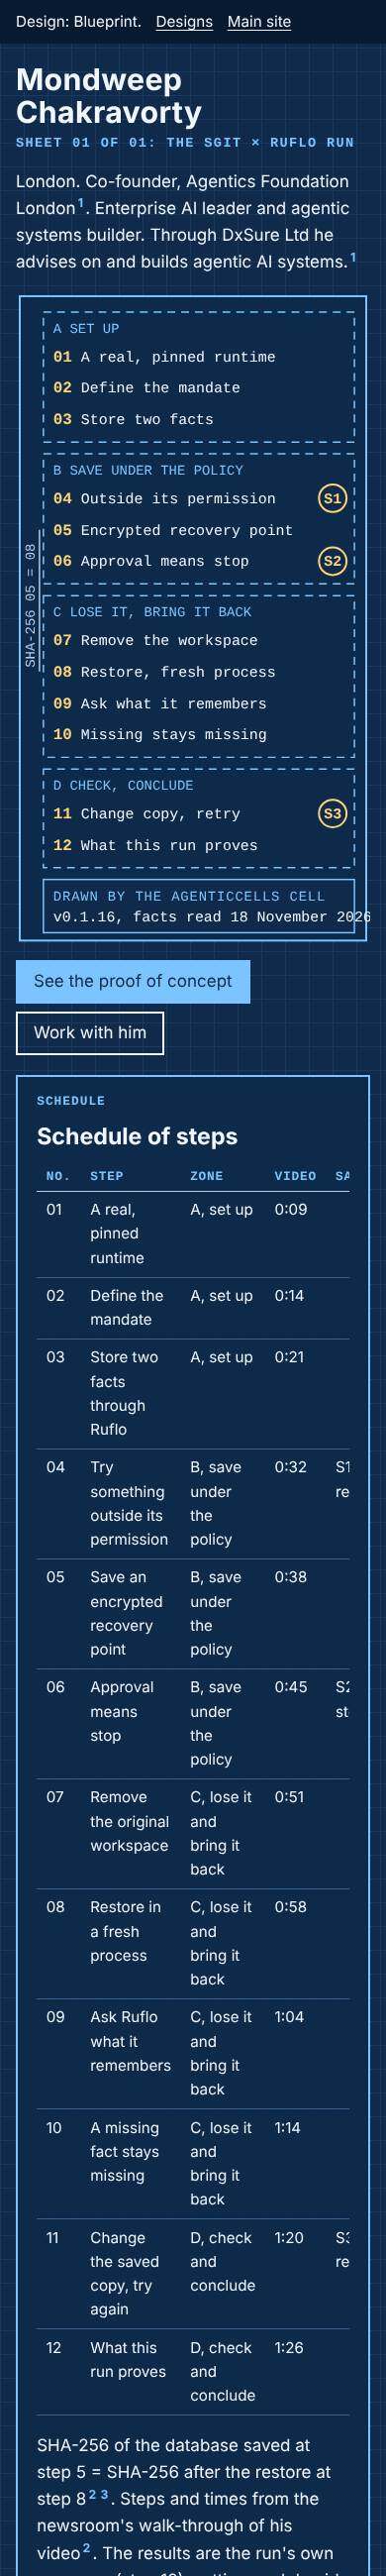 Design: Blueprint. Designs Main site
Mondweep
Chakravorty
SHEET 01 OF 01: THE SGIT × RUFLO RUN
London. Co-founder, Agentics Foundation
London 1. Enterprise AI leader and agentic
systems builder. Through DxSure Ltd he
advises on and builds agentic AI systems. 1
A SET UP
01 A real, pinned runtime
02 Define the mandate
03 Store two facts
B SAVE UNDER THE POLICY
04 Outside its permission S1
05 Encrypted recovery point
06 Approval means stop S2
SHA-256 05 = 08
C LOSE IT, BRING IT BACK
07 Remove the workspace
08 Restore, fresh process
09 Ask what it remembers
10 Missing stays missing
D CHECK, CONCLUDE
11 Change copy, retry S3
12 What this run proves
DRAWN BY THE AGENTICCELLS CELL
v0.1.16, facts read 18 November 2026
See the proof of concept
Work with him
SCHEDULE
Schedule of steps
NO. STEP ZONE VIDEO
01 A real, A, set up 0:09
pinned
runtime
02 Define the A, set up 0:14
mandate
03 Store two A, set up 0:21
facts
through
Ruflo
04 Try B, save 0:32 S1
something under re
outside its the
permission policy
05 Save an B, save 0:38
encrypted under
recovery the
point policy
06 Approval B, save 0:45 S2
means under st
stop the
policy
07 Remove C, lose it 0:51
the original and
workspace bring it
back
08 Restore in C, lose it 0:58
a fresh and
process bring it
back
09 Ask Ruflo C, lose it 1:04
what it and
remembers bring it
back
10 A missing C, lose it 1:14
fact stays and
missing bring it
back
11 Change D, check 1:20 S3
the saved and re
copy, try conclude
again
12 What this D, check 1:26
run proves and
conclude
SHA-256 of the database saved at
step 5 = SHA-256 after the restore at
step 8 2 3. Steps and times from the
newsroom's walk-through of his
video 2. The results are the run's own